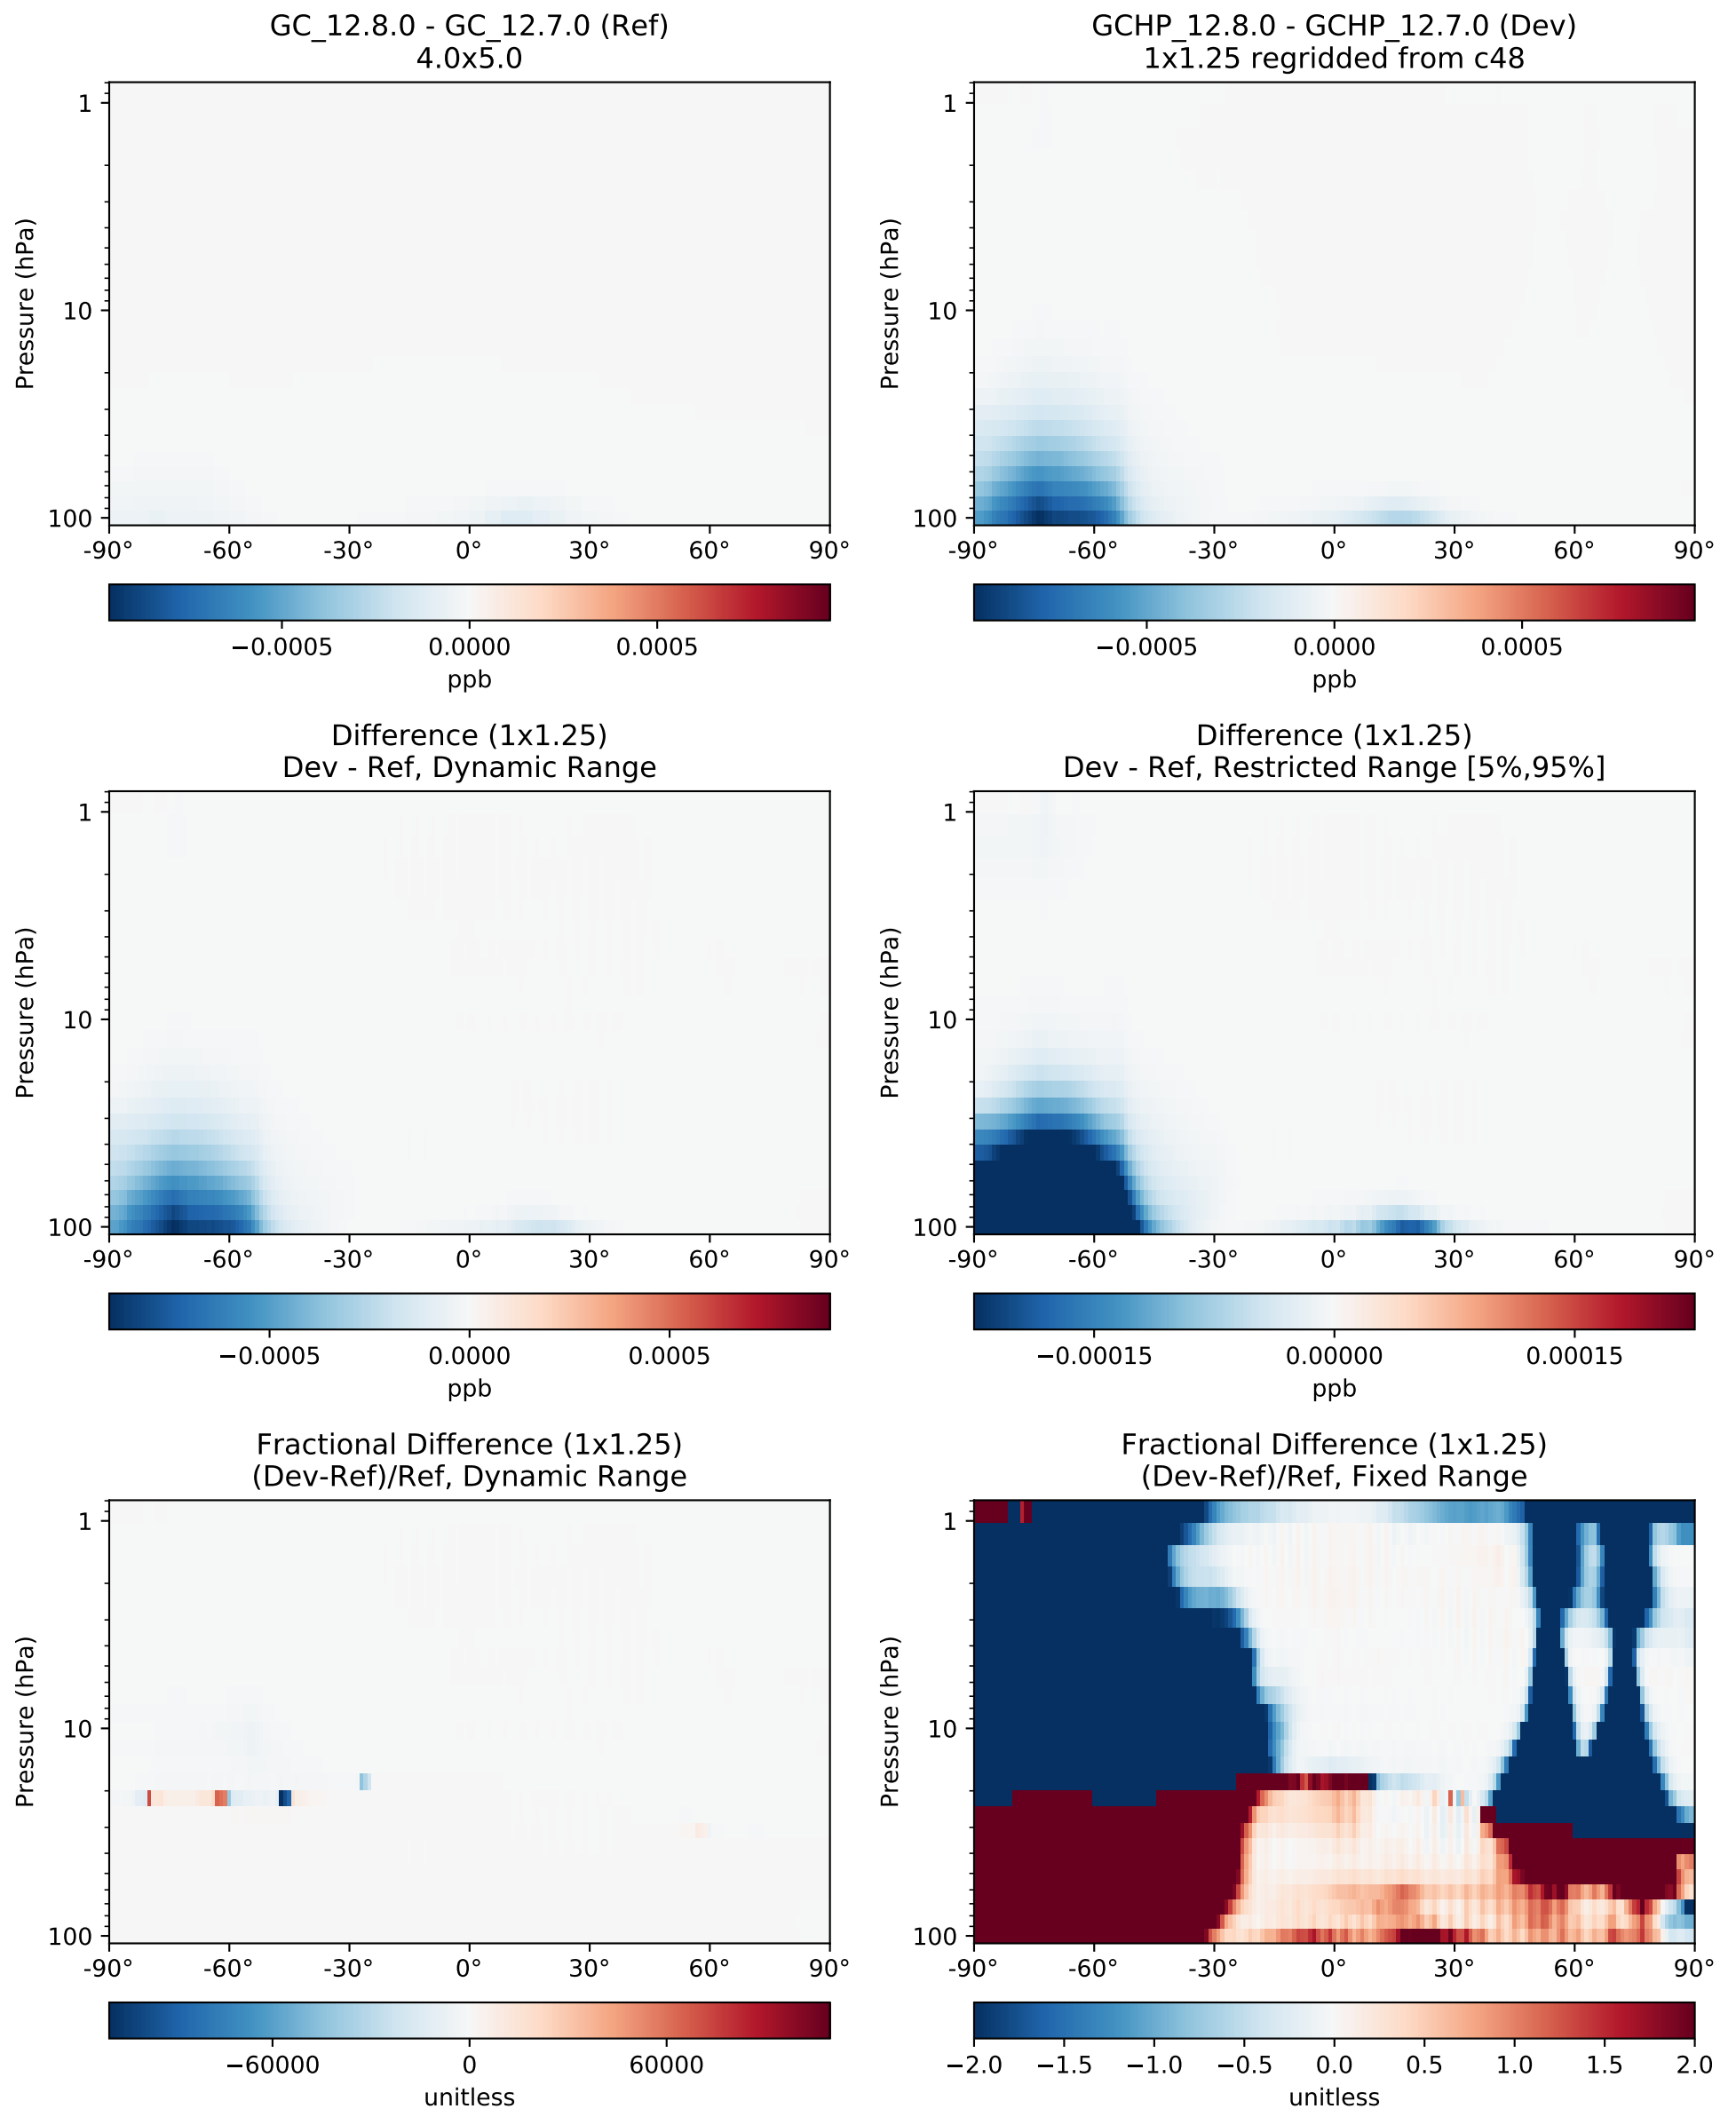 GC_12.8.0 - GC_12.7.0 (Ref)
4.0x5.0
GCHP_12.8.0 - GCHP_12.7.0 (Dev)
1x1.25 regridded from c48
Pressure (hPa)
1
10
100
-90° -60° -30° 0° 30° 60° 90°
−0.0005 0.0000 0.0005
ppb
Pressure (hPa)
1
10
100
-90° -60° -30° 0° 30° 60° 90°
−0.0005 0.0000 0.0005
ppb
Difference (1x1.25)
Dev - Ref, Dynamic Range
Difference (1x1.25)
Dev - Ref, Restricted Range [5%,95%]
Pressure (hPa)
1
10
100
-90° -60° -30° 0° 30° 60° 90°
−0.0005 0.0000 0.0005
ppb
Pressure (hPa)
1
10
100
-90° -60° -30° 0° 30° 60° 90°
−0.00015 0.00000 0.00015
ppb
Fractional Difference (1x1.25)
(Dev-Ref)/Ref, Dynamic Range
Fractional Difference (1x1.25)
(Dev-Ref)/Ref, Fixed Range
Pressure (hPa)
1
10
100
-90° -60° -30° 0° 30° 60° 90°
−60000 0 60000
unitless
Pressure (hPa)
1
10
100
-90° -60° -30° 0° 30° 60° 90°
−2.0 −1.5 −1.0 −0.5 0.0 0.5 1.0 1.5 2.0
unitless